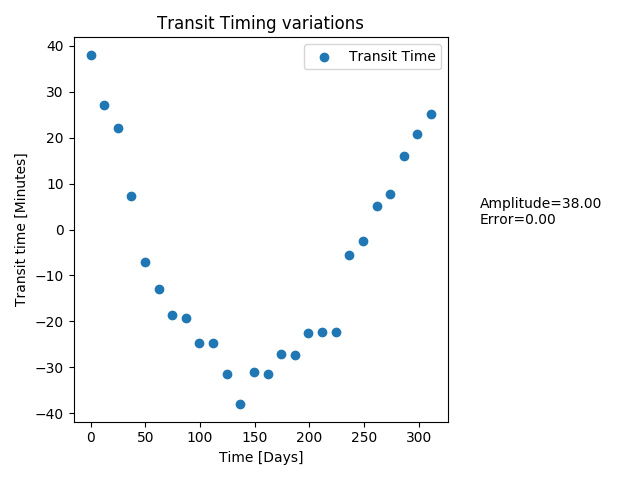 Transit Timing variations
Transit Time
40
30
20
10
0
−10
−20
−30
−40
Transit time [Minutes]
0
50
100
150
200
250
300
Time [Days]
Amplitude=38.00
Error=0.00